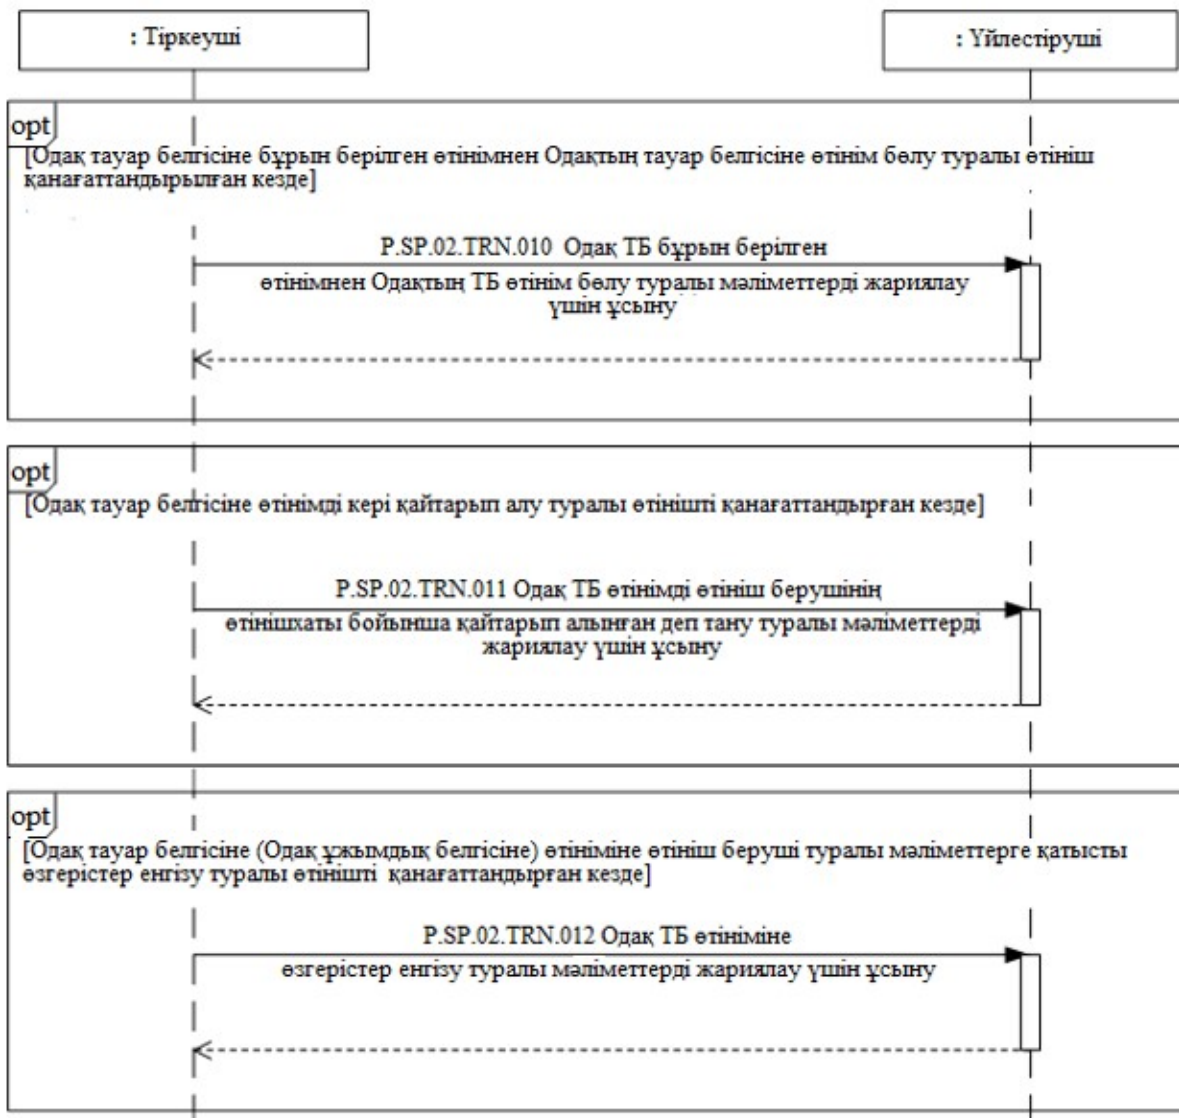 : Тіркеуші
: Үйлестіруші
opt
[Одақ тауар белгісіне бұрын берілген өтінімнен Одақтың тауар белгісіне өтінім бөлу туралы өтініш
қанағаттандырылған кезде]
P.SP.02.TRN.010 Одақ ТБ бұрын берілген
өтінімнен Одақтың ТБ өтінім бөлу туралы мәліметтерді жариялау
үшін ұсыну
opt
[Одақ тауар белгісіне өтінімді кері қайтарып алу туралы өтінішті қанағаттандырған кезде]
P.SP.02.TRN.011 Одақ ТБ өтінімді өтініш берушінің
өтінішхаты бойынша қайтарып алынған деп тану туралы мәліметтерді
жариялау үшін ұсыну
opt
[Одақ тауар белгісіне (Одақ ұжымдық белгісіне) өтініміне өтініш беруші туралы мәліметтерге қатысты
өзгерістер енгізу туралы өтінішті қанағаттандырған кезде]
P.SP.02.TRN.012 Одақ ТБ өтініміне
өзгерістер енгізу туралы мәліметтерді жариялау үшін ұсыну